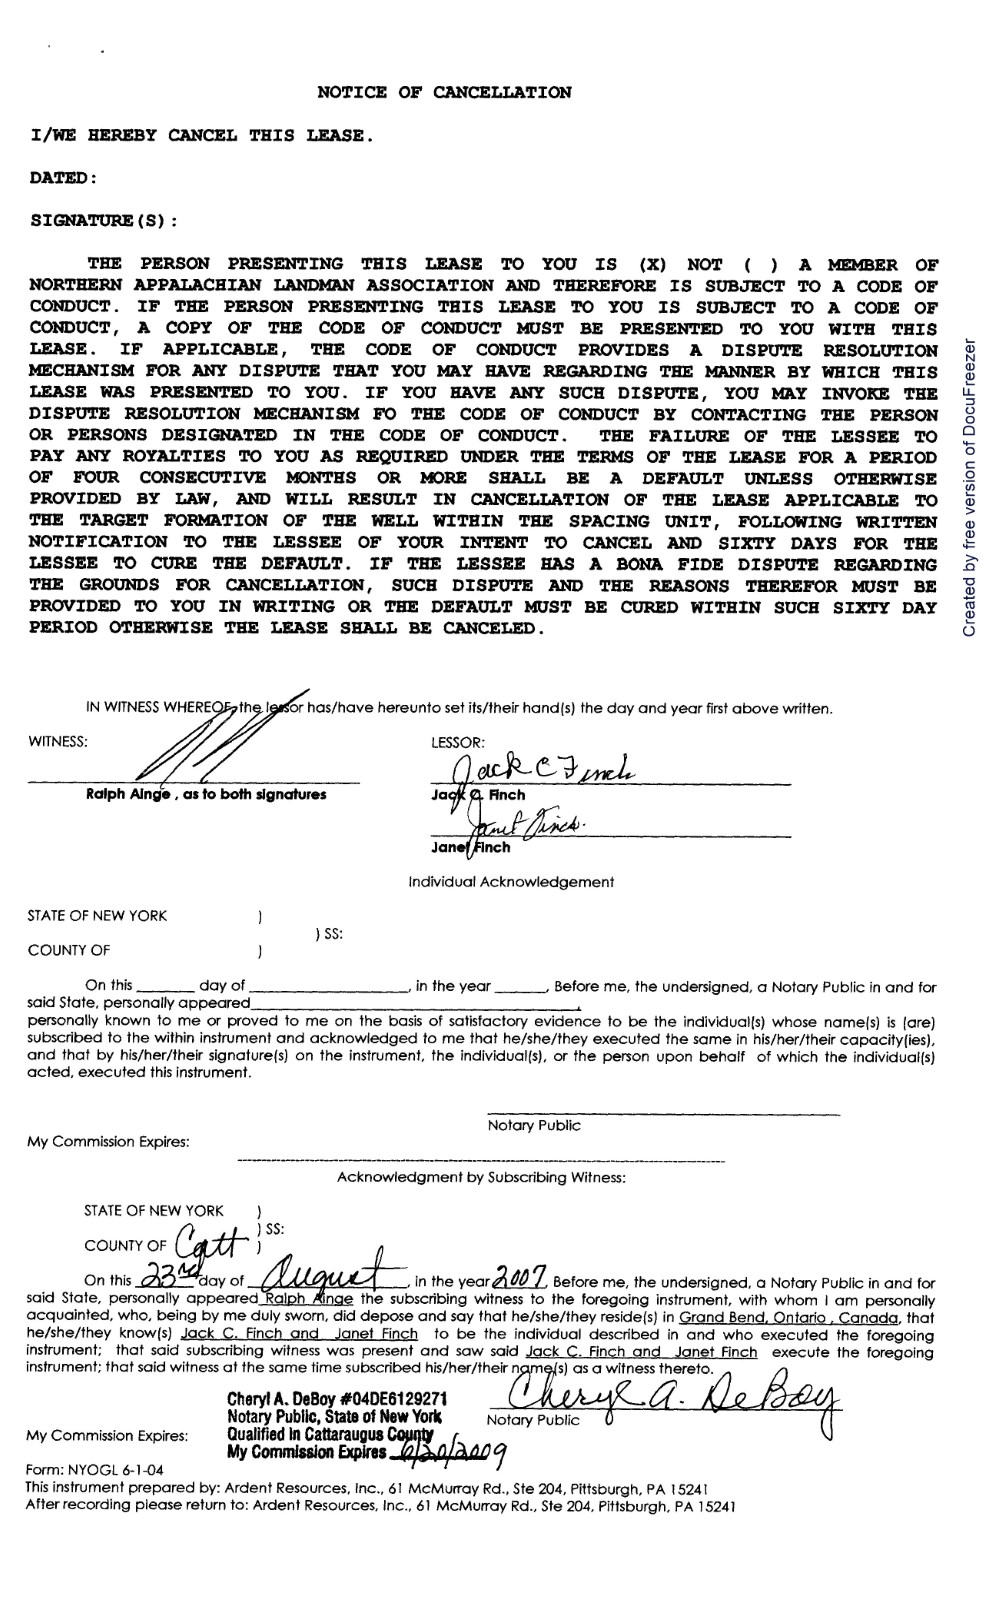 NOTICE OF CANCELLATION
I/WE HEREBY CANCEL THIS LEASE.
DATED:
SIGNATURE(S):
THE PERSON PRESENTING THIS LEASE TO YOU IS (X) NOT ( ) A MEMBER OF
NORTHERN APPALACHIAN LANDMAN ASSOCIATION AND THEREFORE IS SUBJECT TO A CODE OF
CONDUCT. IF THE PERSON PRESENTING THIS LEASE TO YOU IS SUBJECT TO A CODE OF
CONDUCT, A COPY OF THE CODE OF CONDUCT MUST BE PRESENTED TO YOU WITH THIS
LEASE. IF APPLICABLE, THE CODE OF CONDUCT PROVIDES A DISPUTE RESOLUTION
MECHANISM FOR ANY DISPUTE THAT YOU MAY HAVE REGARDING THE MANNER BY WHICH THIS
LEASE WAS PRESENTED TO YOU. IF YOU HAVE ANY SUCH DISPUTE, YOU MAY INVOKE THE
DISPUTE RESOLUTION MECHANISM FO THE CODE OF CONDUCT BY CONTACTING THE PERSON
OR PERSONS DESIGNATED IN THE CODE OF CONDUCT. THE FAILURE OF THE LESSEE TO
PAY ANY ROYALTIES TO YOU AS REQUIRED UNDER THE TERMS OF THE LEASE FOR A PERIOD
OF FOUR CONSECUTIVE MONTHS OR MORE SHALL BE A DEFAULT UNLESS OTHERWISE
PROVIDED BY LAW, AND WILL RESULT IN CANCELLATION OF THE LEASE APPLICABLE TO
THE TARGET FORMATION OF THE WELL WITHIN THE SPACING UNIT, FOLLOWING WRITTEN
NOTIFICATION TO THE LESSEE OF YOUR INTENT TO CANCEL AND SIXTY DAYS FOR THE
LESSEE TO CURE THE DEFAULT. IF THE LESSEE HAS A BONA FIDE DISPUTE REGARDING
THE GROUNDS FOR CANCELLATION, SUCH DISPUTE AND THE REASONS THEREFOR MUST BE
PROVIDED TO YOU IN WRITING OR THE DEFAULT MUST BE CURED WITHIN SUCH SIXTY DAY
PERIOD OTHERWISE THE LEASE SHALL BE CANCELED.
Created by free version of DocuFreezer
IN WITNESS WHEREOF, the lessor has/have hereunto set its/their hand(s) the day and year first above written.
WITNESS: LESSOR:
Jack C Finch
Ralph Ainge , as to both signatures Jack C. Finch
Janet Finch.
Janet Finch
Individual Acknowledgement
STATE OF NEW YORK )
) SS:
COUNTY OF )
On this ______ day of __________________, in the year ______, Before me, the undersigned, a Notary Public in and for
said State, personally appeared____________________________________.
personally known to me or proved to me on the basis of satisfactory evidence to be the individual(s) whose name(s) is (are)
subscribed to the within instrument and acknowledged to me that he/she/they executed the same in his/her/their capacity(ies),
and that by his/her/their signature(s) on the instrument, the individual(s), or the person upon behalf of which the individual(s)
acted, executed this instrument.
Notary Public
My Commission Expires:
Acknowledgment by Subscribing Witness:
STATE OF NEW YORK )
) SS:
COUNTY OF Catt )
On this 23rd day of August, in the year 2007, Before me, the undersigned, a Notary Public in and for
said State, personally appeared Ralph Ainge the subscribing witness to the foregoing instrument, with whom I am personally
acquainted, who, being by me duly sworn, did depose and say that he/she/they reside(s) in Grand Bend, Ontario , Canada, that
he/she/they know(s) Jack C. Finch and Janet Finch to be the individual described in and who executed the foregoing
instrument; that said subscribing witness was present and saw said Jack C. Finch and Janet Finch execute the foregoing
instrument; that said witness at the same time subscribed his/her/their name(s) as a witness thereto.
Cheryl A. DeBoy
Cheryl A. DeBoy #04DE6129271
Notary Public, State of New York
Notary Public
Qualified in Cattaraugus County
My Commission Expires:
My Commission Expires 6/20/2009
Form: NYOGL 6-1-04
This instrument prepared by: Ardent Resources, Inc., 61 McMurray Rd., Ste 204, Pittsburgh, PA 15241
After recording please return to: Ardent Resources, Inc., 61 McMurray Rd., Ste 204, Pittsburgh, PA 15241